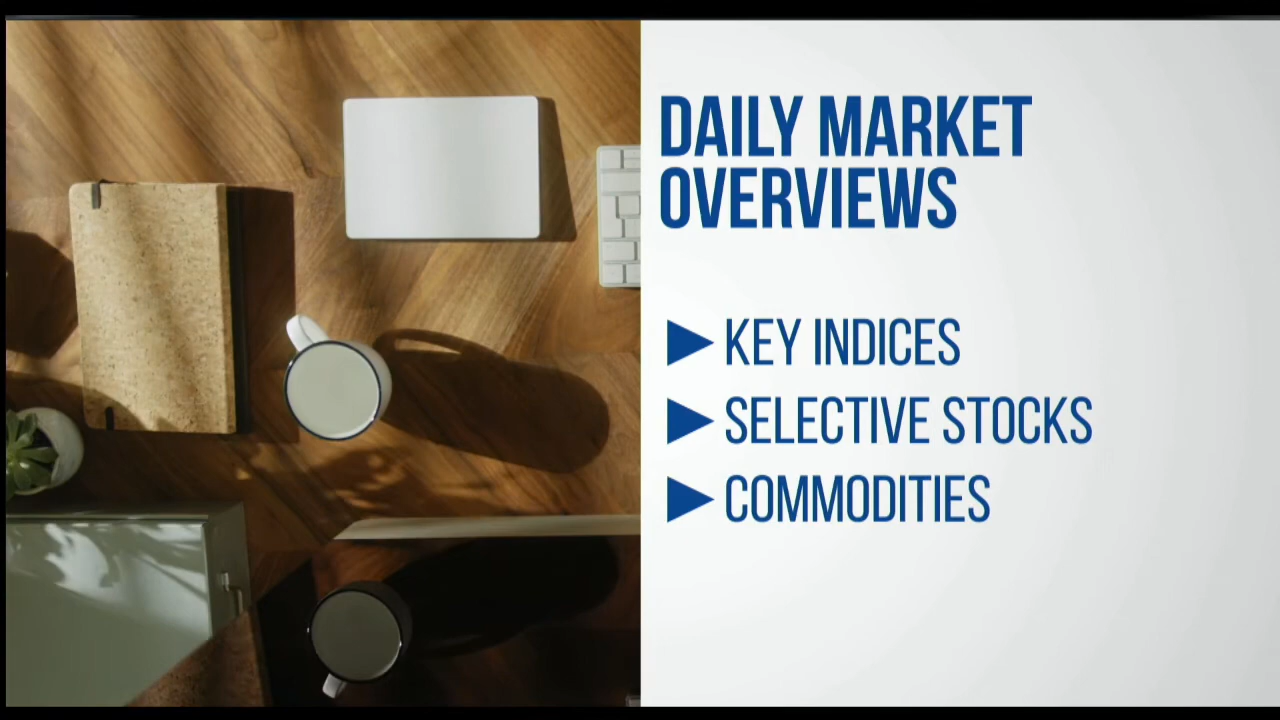 DAILY MARKET
OVERVIEWS
KEY INDICES
SELECTIVE STOCKS
COMMODITIES